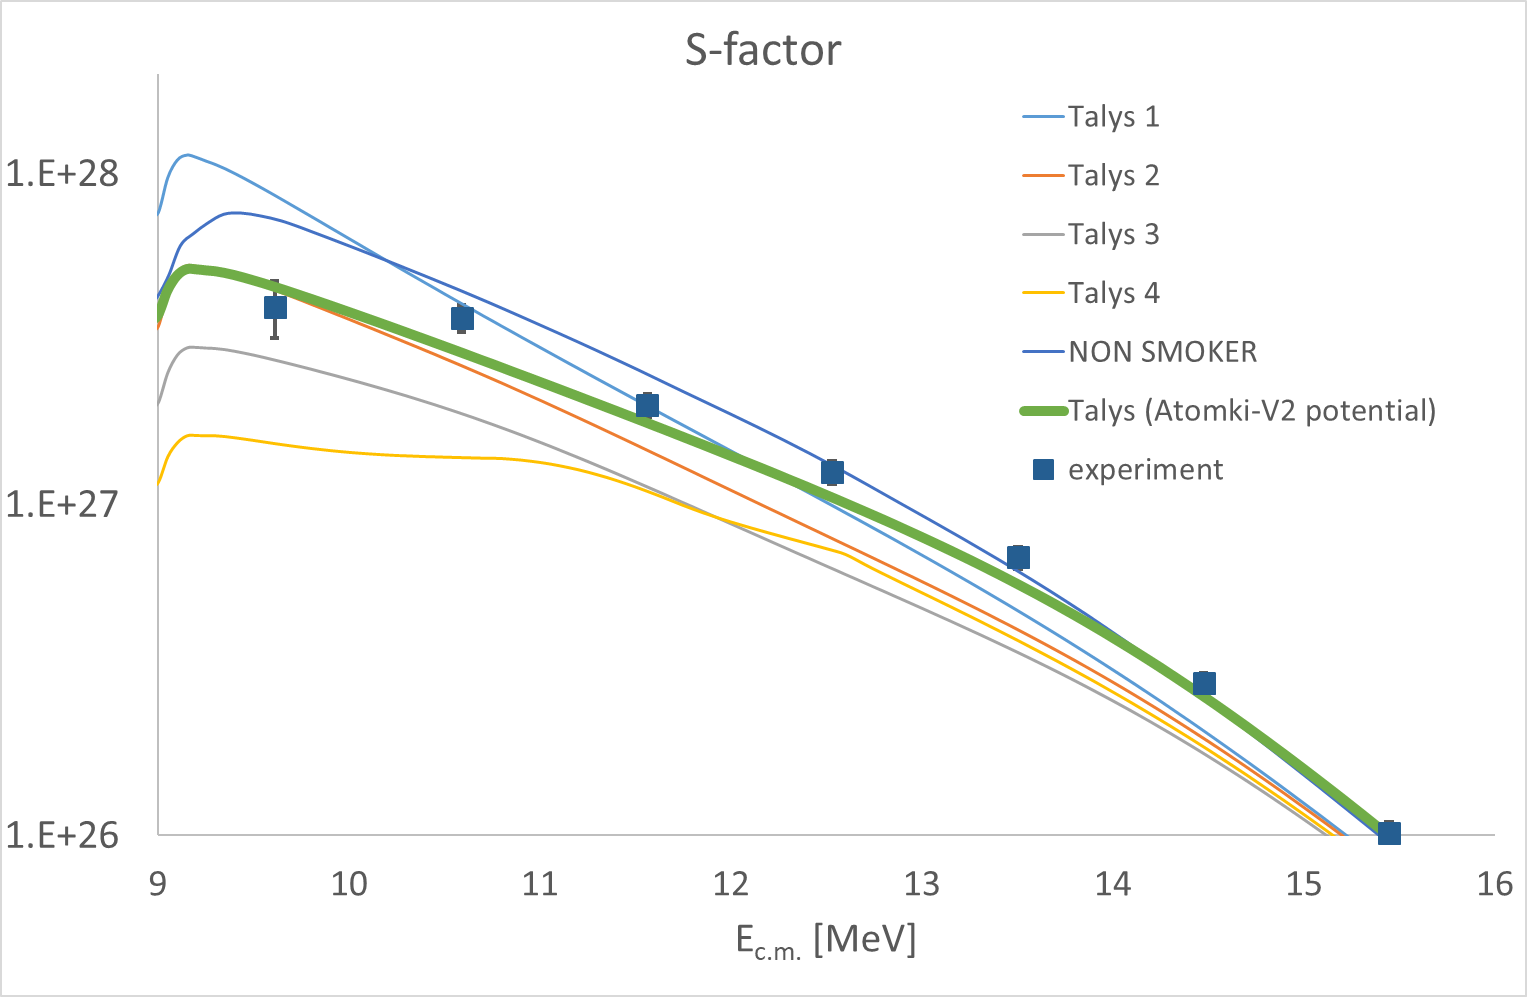 S-factor
1.E+28
1.E+27
1.E+26
Talys 1
Talys 2
Talys 3
Talys 4
NON SMOKER
Talys (Atomki-V2 potential)
experiment
9 10 11 12 13 14 15 16
Ec.m. [MeV]